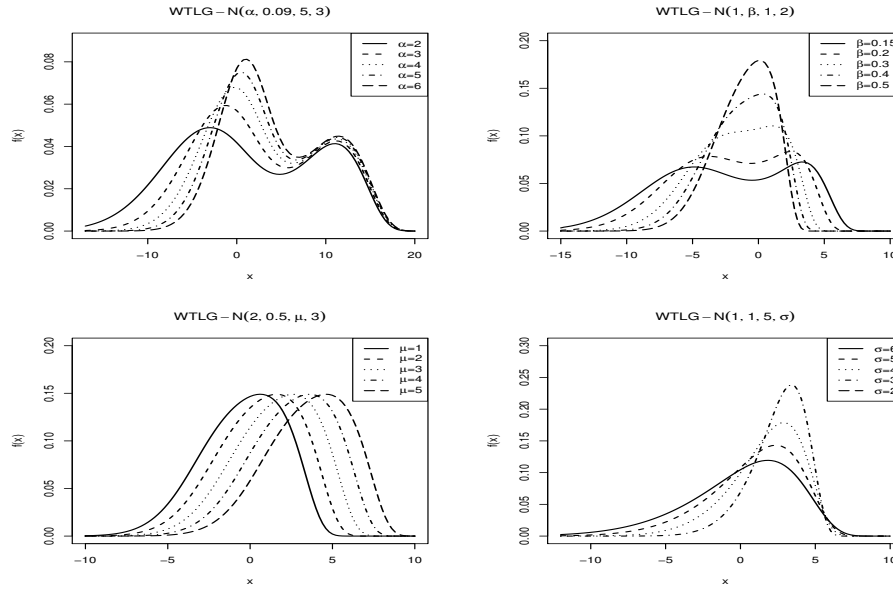 WTLG−N(α, 0.09, 5, 3)
f(x)
0.00 0.02 0.04 0.06 0.08
α=2
α=3
α=4
α=5
α=6
−10 0 10 20
x
WTLG−N(1, β, 1, 2)
f(x)
0.00 0.05 0.10 0.15 0.20
β=0.15
β=0.2
β=0.3
β=0.4
β=0.5
−15 −10 −5 0 5 10
x
WTLG−N(2, 0.5, μ, 3)
f(x)
0.00 0.05 0.10 0.15 0.20
μ=1
μ=2
μ=3
μ=4
μ=5
−10 −5 0 5 10
x
WTLG−N(1, 1, 5, σ)
f(x)
0.00 0.05 0.10 0.15 0.20 0.25 0.30
σ=6
σ=5
σ=4
σ=3
σ=2
−10 −5 0 5 10
x